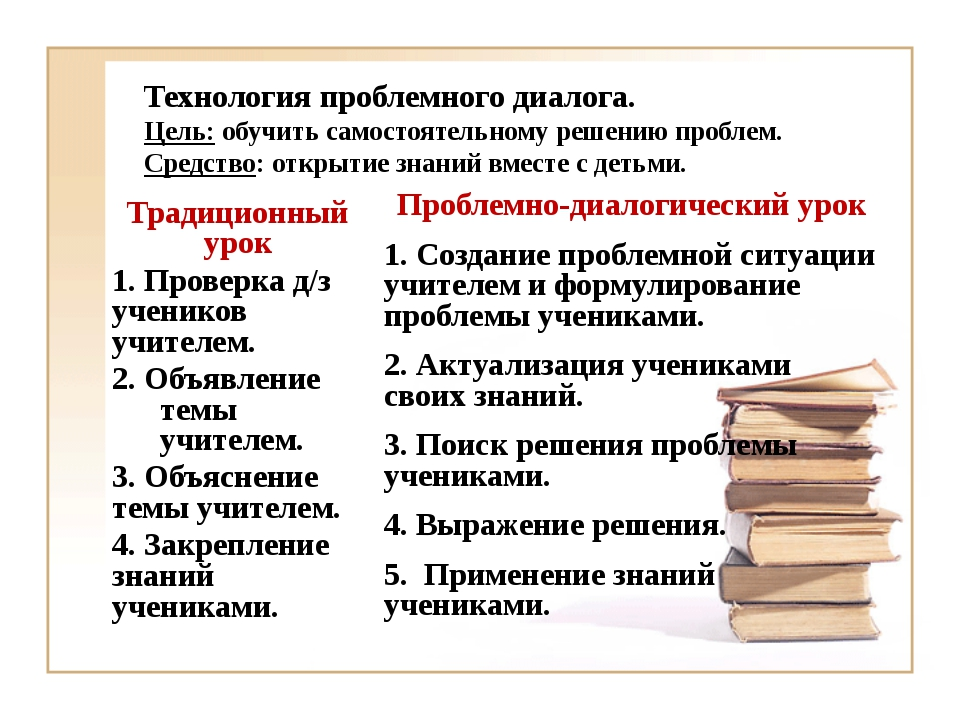 Технология проблемного диалога.
Цель: обучить самостоятельному решению проблем.
Средство: открытие знаний вместе с детьми.
Традиционный
урок
1. Проверка д/з
учеников
учителем.
2. Объявление
темы
учителем.
3. Объяснение
темы учителем.
4. Закрепление
знаний
учениками.
Проблемно-диалогический урок
1. Создание проблемной ситуации
учителем и формулирование
проблемы учениками.
2. Актуализация учениками
своих знаний.
3. Поиск решения проблемы
учениками.
4. Выражение решения.
5. Применение знаний
учениками.